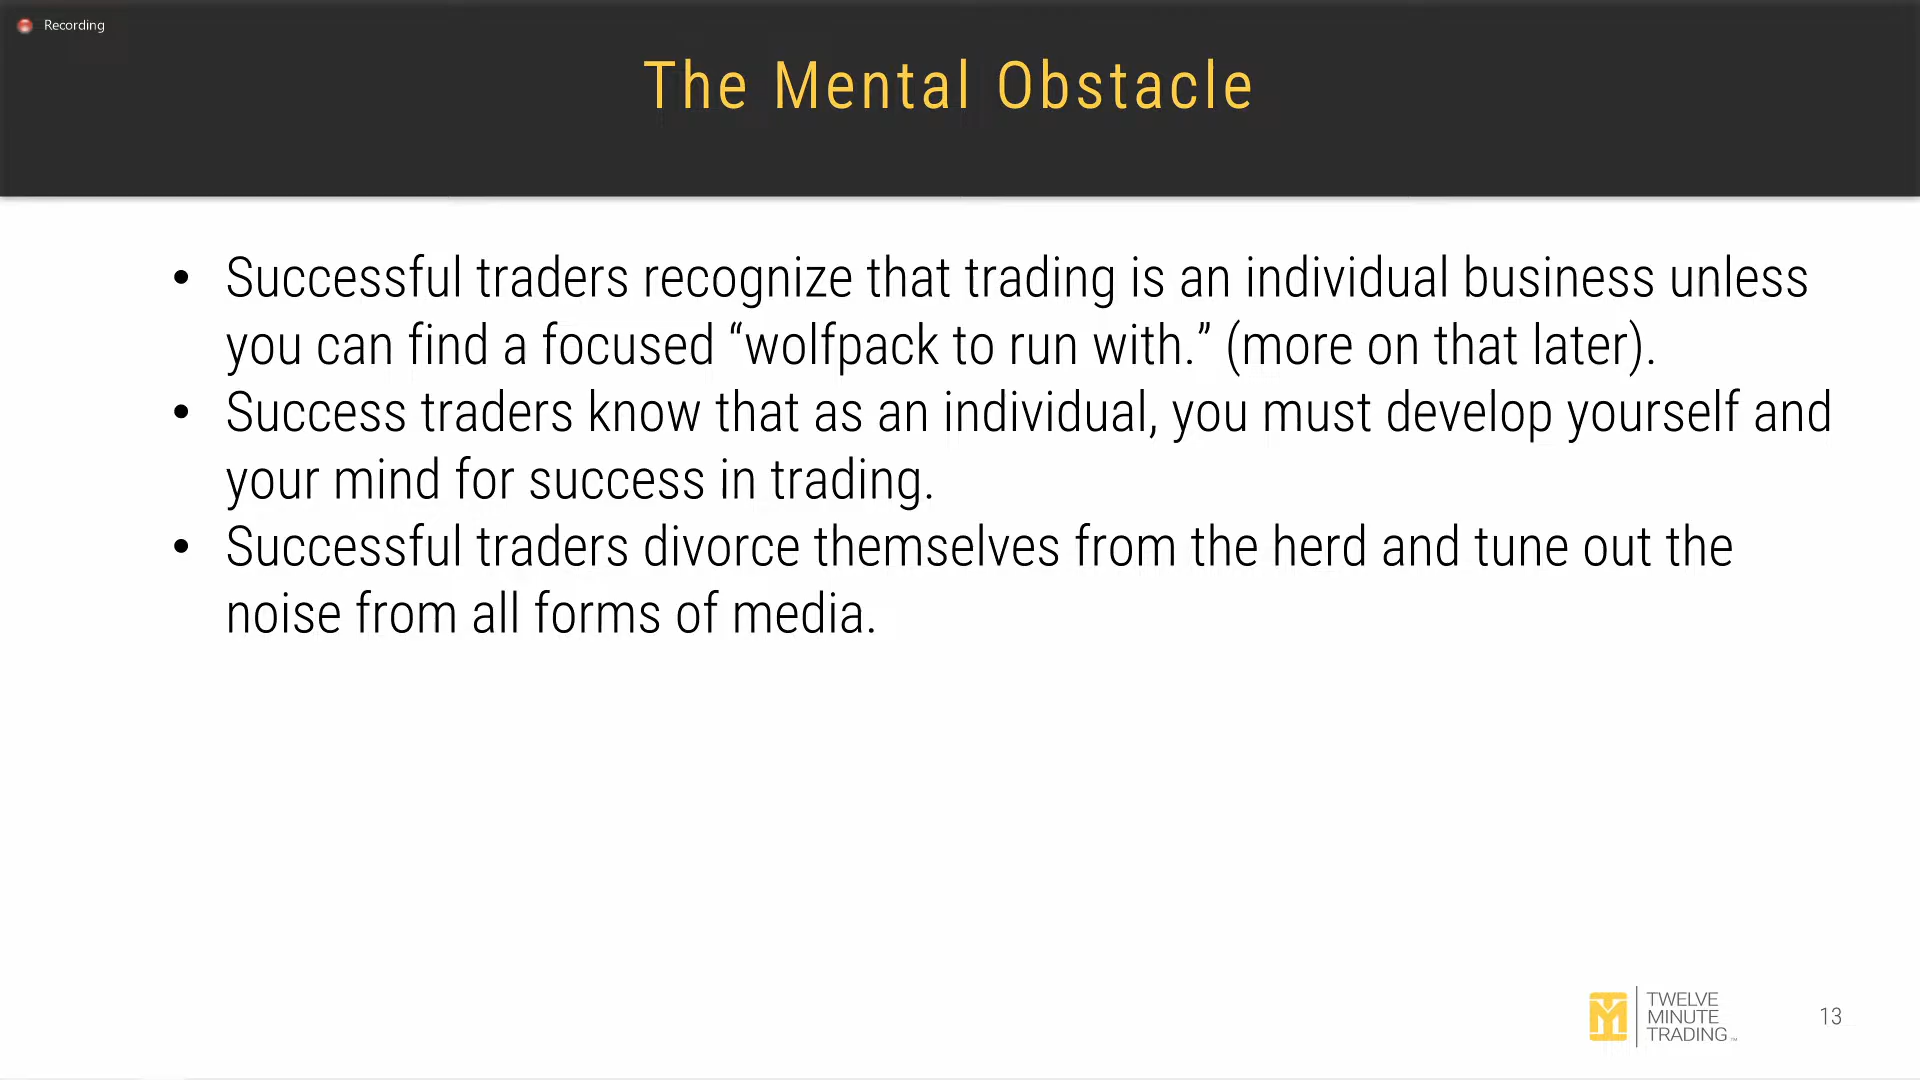 Recording
The Mental Obstacle
• Successful traders recognize that trading is an individual business unless
you can find a focused “wolfpack to run with.” (more on that later).
• Success traders know that as an individual, you must develop yourself and
your mind for success in trading.
• Successful traders divorce themselves from the herd and tune out the
noise from all forms of media.
TWELVE
MINUTE
TRADING™
13